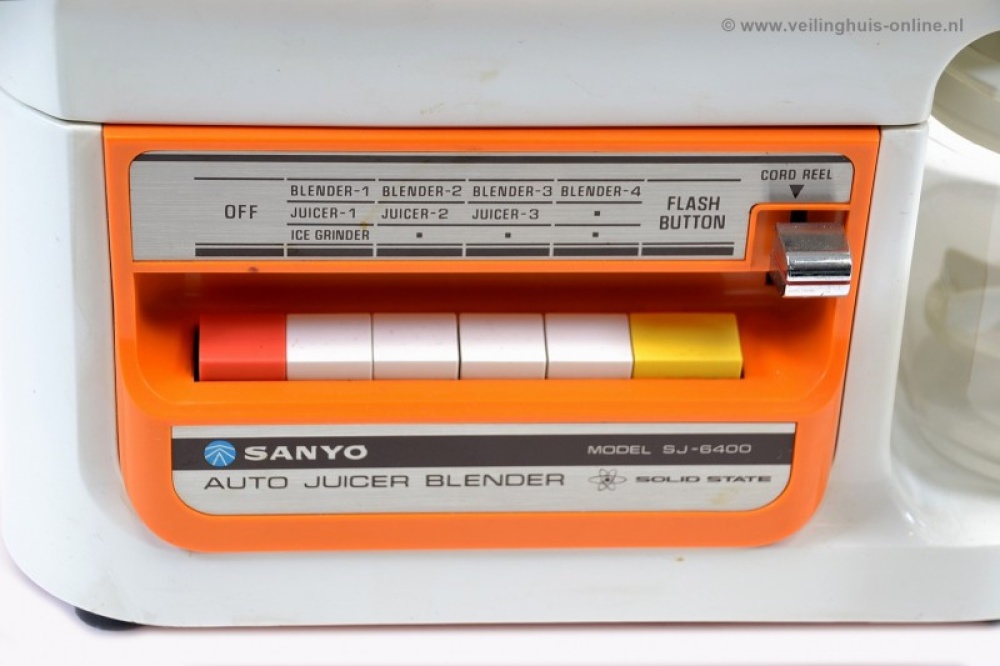 © www.veilinghuis-online.nl
CORD REEL
BLENDER-1 BLENDER-2 BLENDER-3 BLENDER-4
OFF JUICER-1 JUICER-2 JUICER-3 FLASH BUTTON
ICE GRINDER
SANYO MODEL SJ-6400
AUTO JUICER BLENDER SOLID STATE